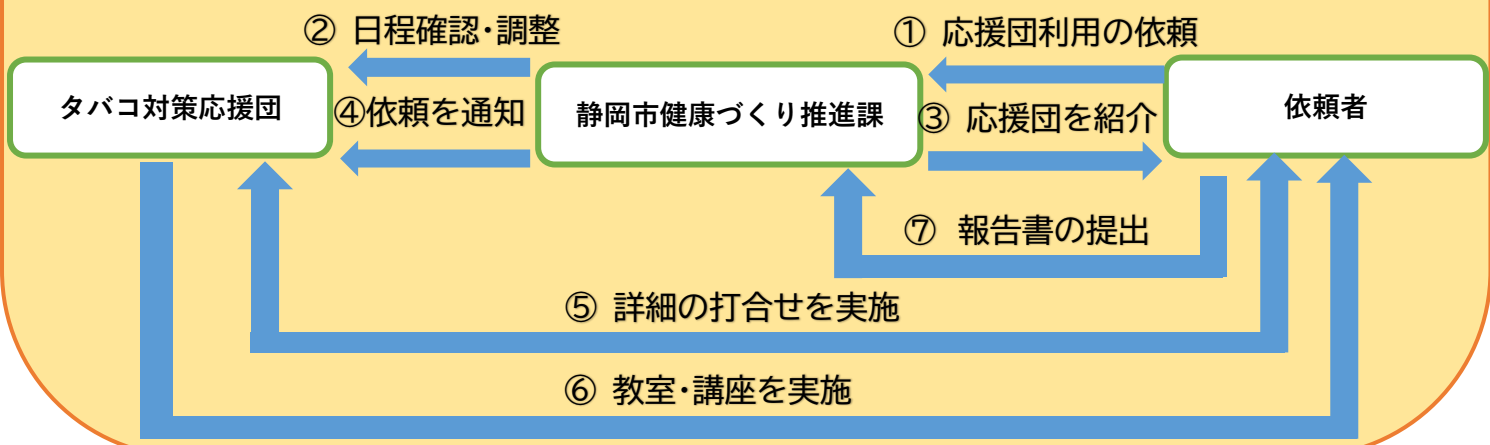 ② 日程確認・調整
① 応援団利用の依頼
タバコ対策応援団
④依頼を通知
静岡市健康づくり推進課
③ 応援団を紹介
依頼者
⑦ 報告書の提出
⑤ 詳細の打合せを実施
⑥ 教室・講座を実施